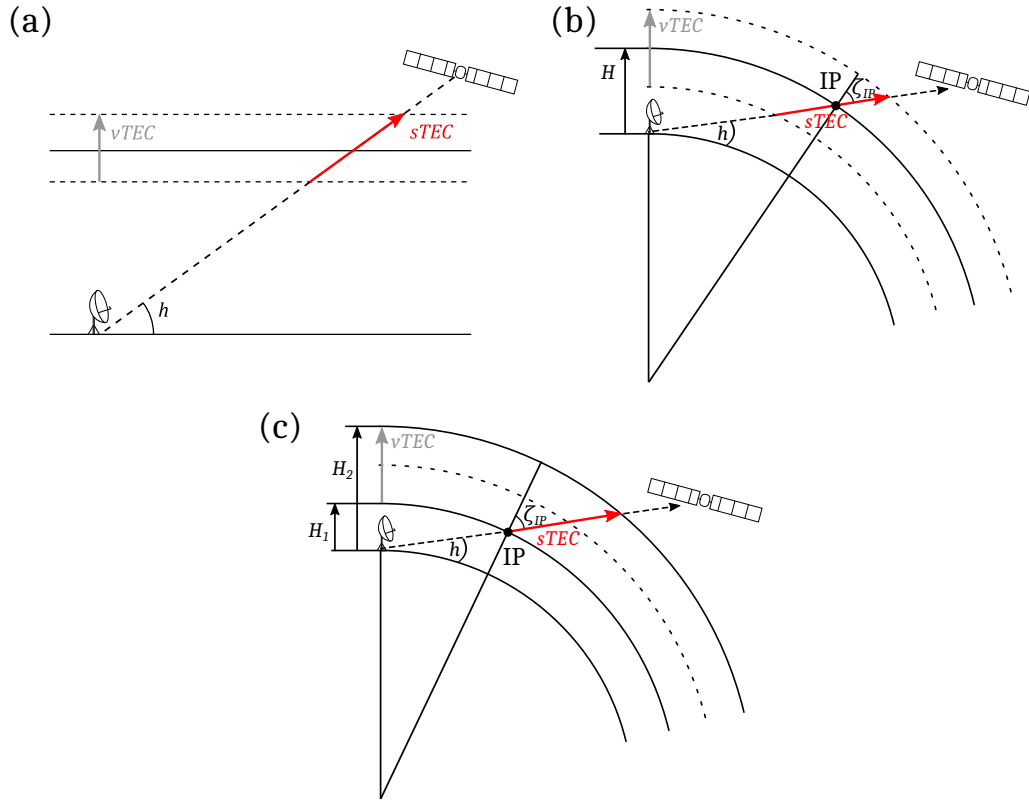 (a)
vTEC
sTEC
h
(b)
vTEC
H
IP
ζIP
sTEC
h
(c)
vTEC
H2
H1
ζIP
sTEC
h
IP